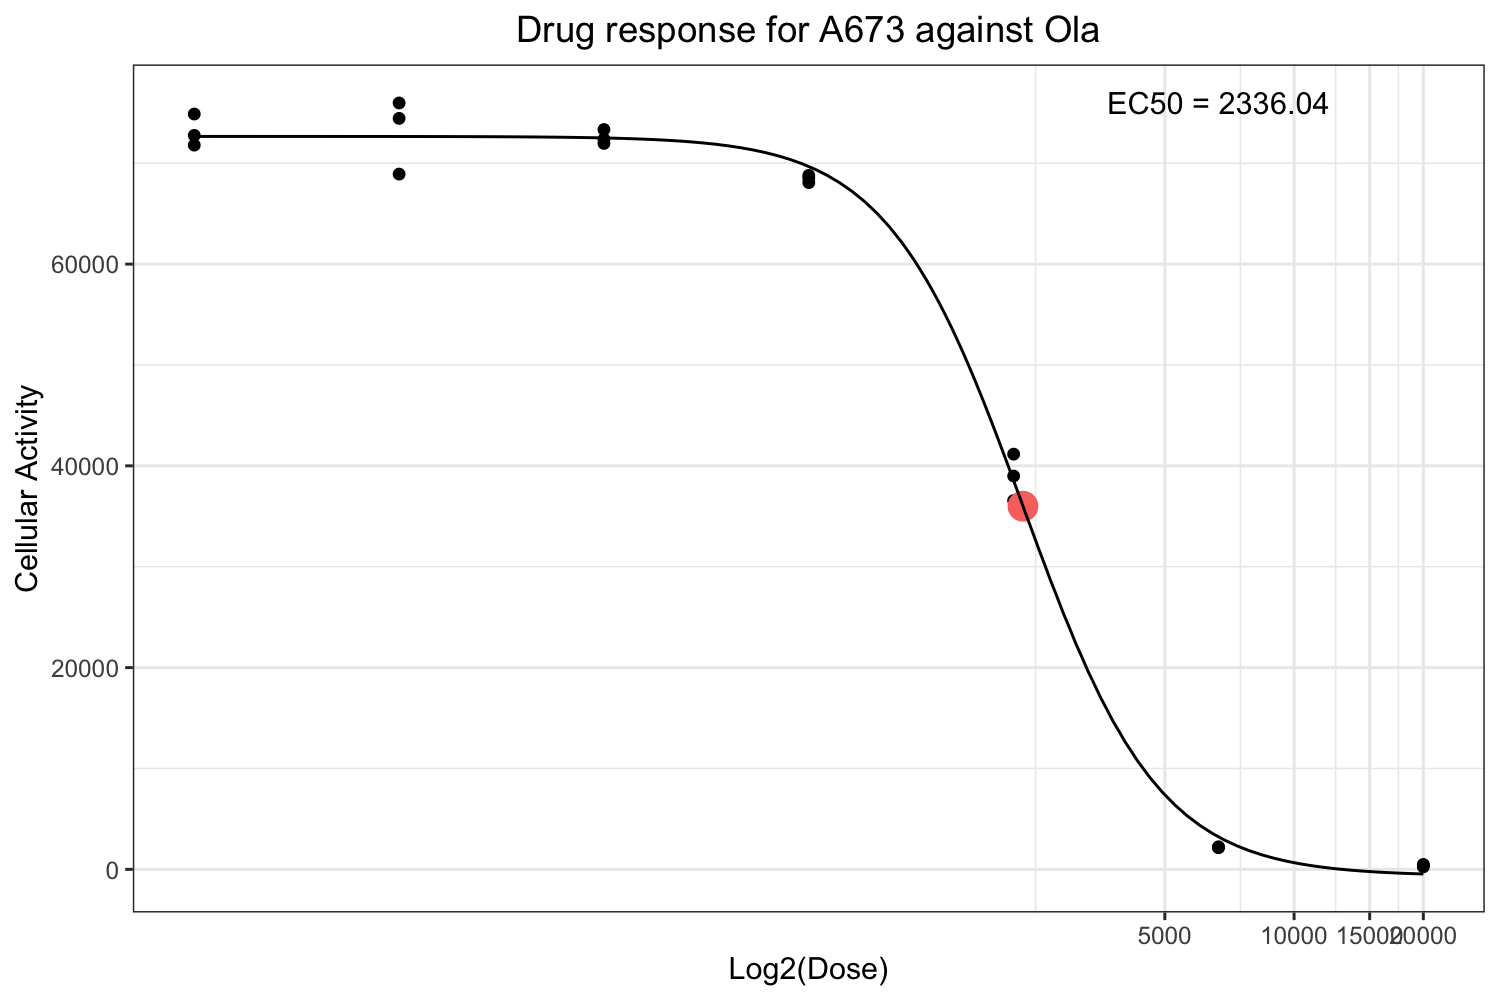 Drug response for A673 against Ola
EC50 = 2336.04
Cellular Activity
60000
40000
20000
0
5000 10000 15000 20000
Log2(Dose)